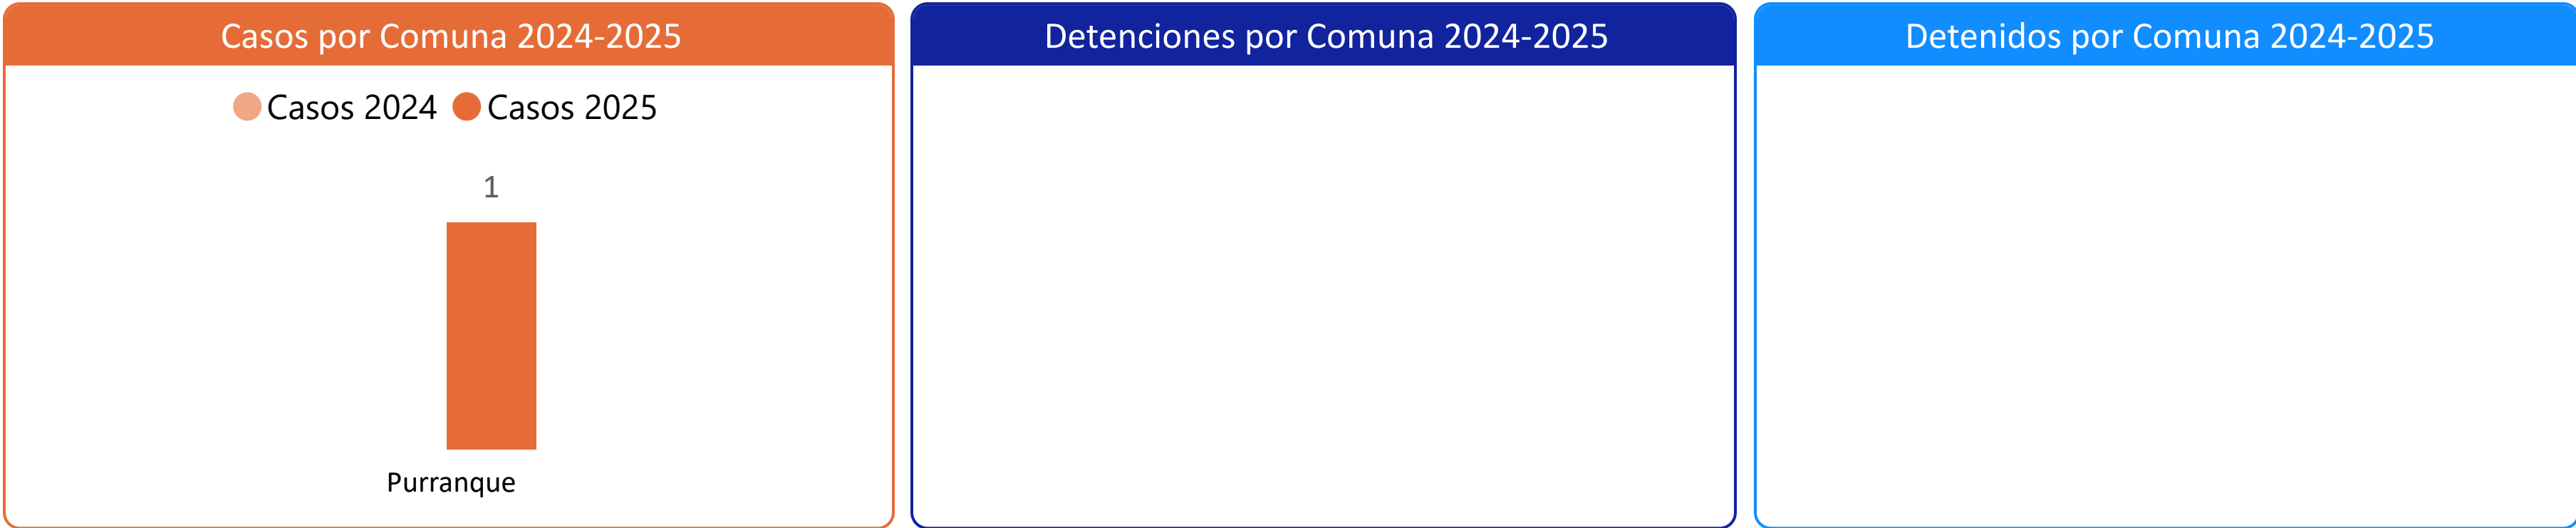 Casos por Comuna 2024-2025
Casos 2024 Casos 2025
1
Purranque
Detenciones por Comuna 2024-2025
Detenidos por Comuna 2024-2025